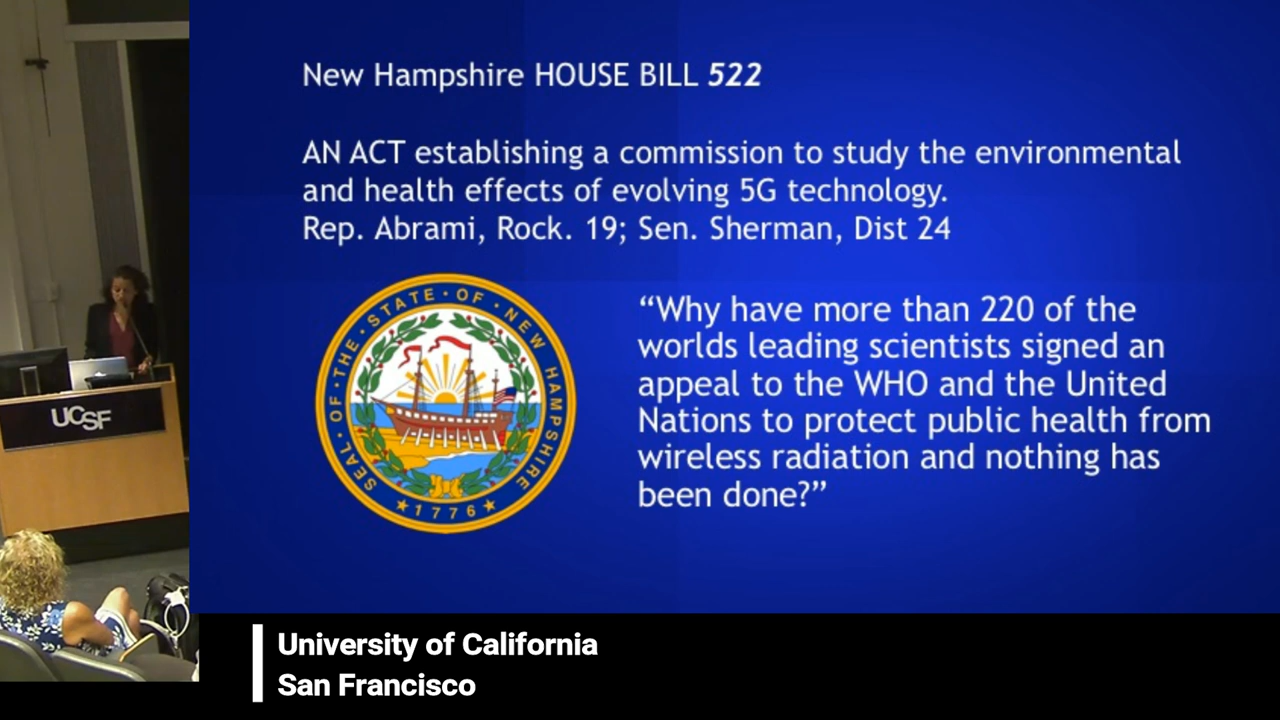 New Hampshire HOUSE BILL 522
AN ACT establishing a commission to study the environmental
and health effects of evolving 5G technology.
Rep. Abrami, Rock. 19; Sen. Sherman, Dist 24
SEAL · OF · THE · STATE · OF · NEW HAMPSHIRE
1776
“Why have more than 220 of the
worlds leading scientists signed an
appeal to the WHO and the United
Nations to protect public health from
wireless radiation and nothing has
been done?”
UCSF
University of California
San Francisco